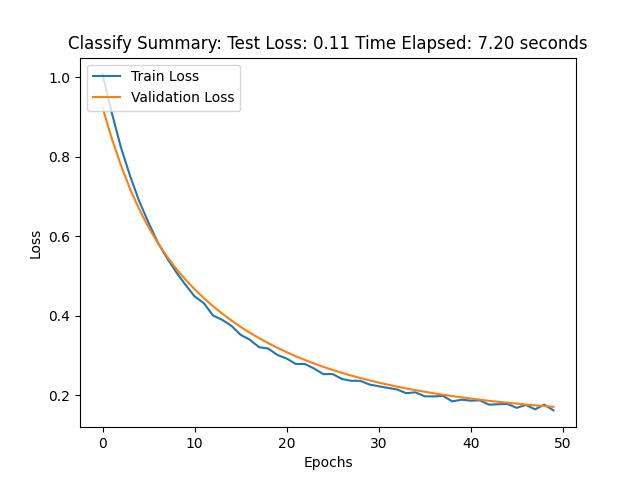 Classify Summary: Test Loss: 0.11 Time Elapsed: 7.20 seconds
Train Loss
Validation Loss
1.0
0.8
0.6
0.4
0.2
Loss
0 10 20 30 40 50
Epochs